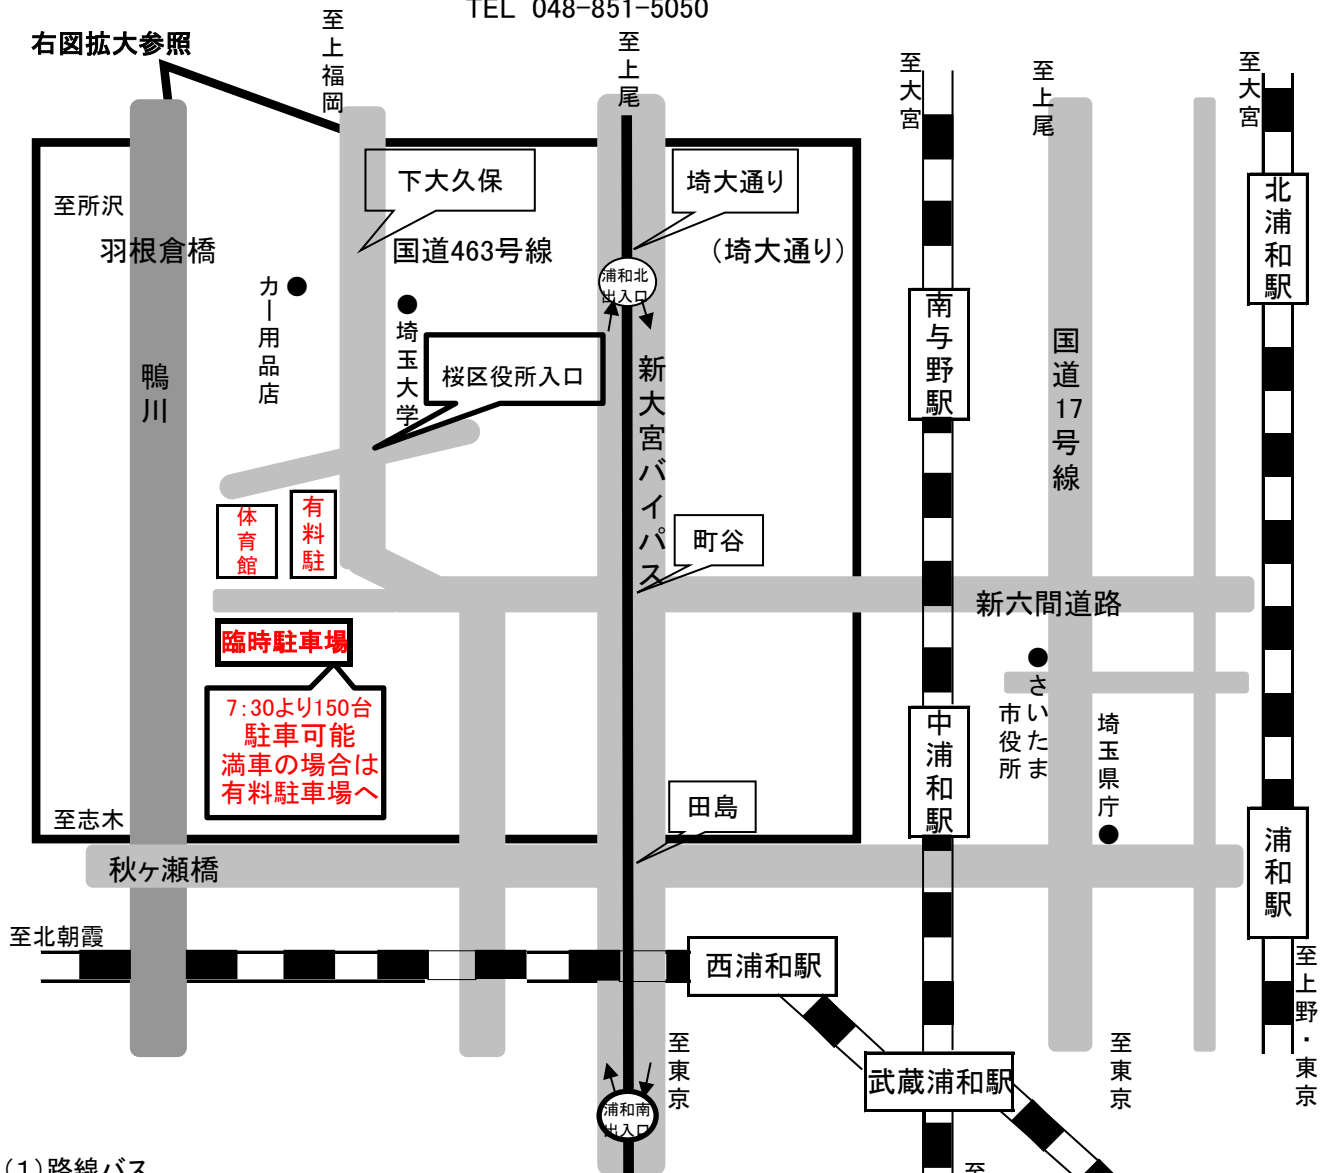 TEL 048-851-5050
右図拡大参照
至上福岡
至上尾
至大宮
至上尾
至大宮
下大久保
埼大通り
至所沢
羽根倉橋
国道463号線
(埼大通り)
北浦和駅
浦和北
出入口
カー用品店
埼玉大学
桜区役所入口
南与野駅
鴨川
新大宮バイパス
国道17号線
体育館
有料駐
町谷
新六間道路
臨時駐車場
7:30より150台
駐車可能
満車の場合は
有料駐車場へ
さいたま
市役所
中浦和駅
埼玉県庁
田島
至志木
秋ヶ瀬橋
浦和駅
至北朝霞
西浦和駅
至上野・東京
至東京
至東京
武蔵浦和駅
浦和南
出入口
(1)路線バス
至